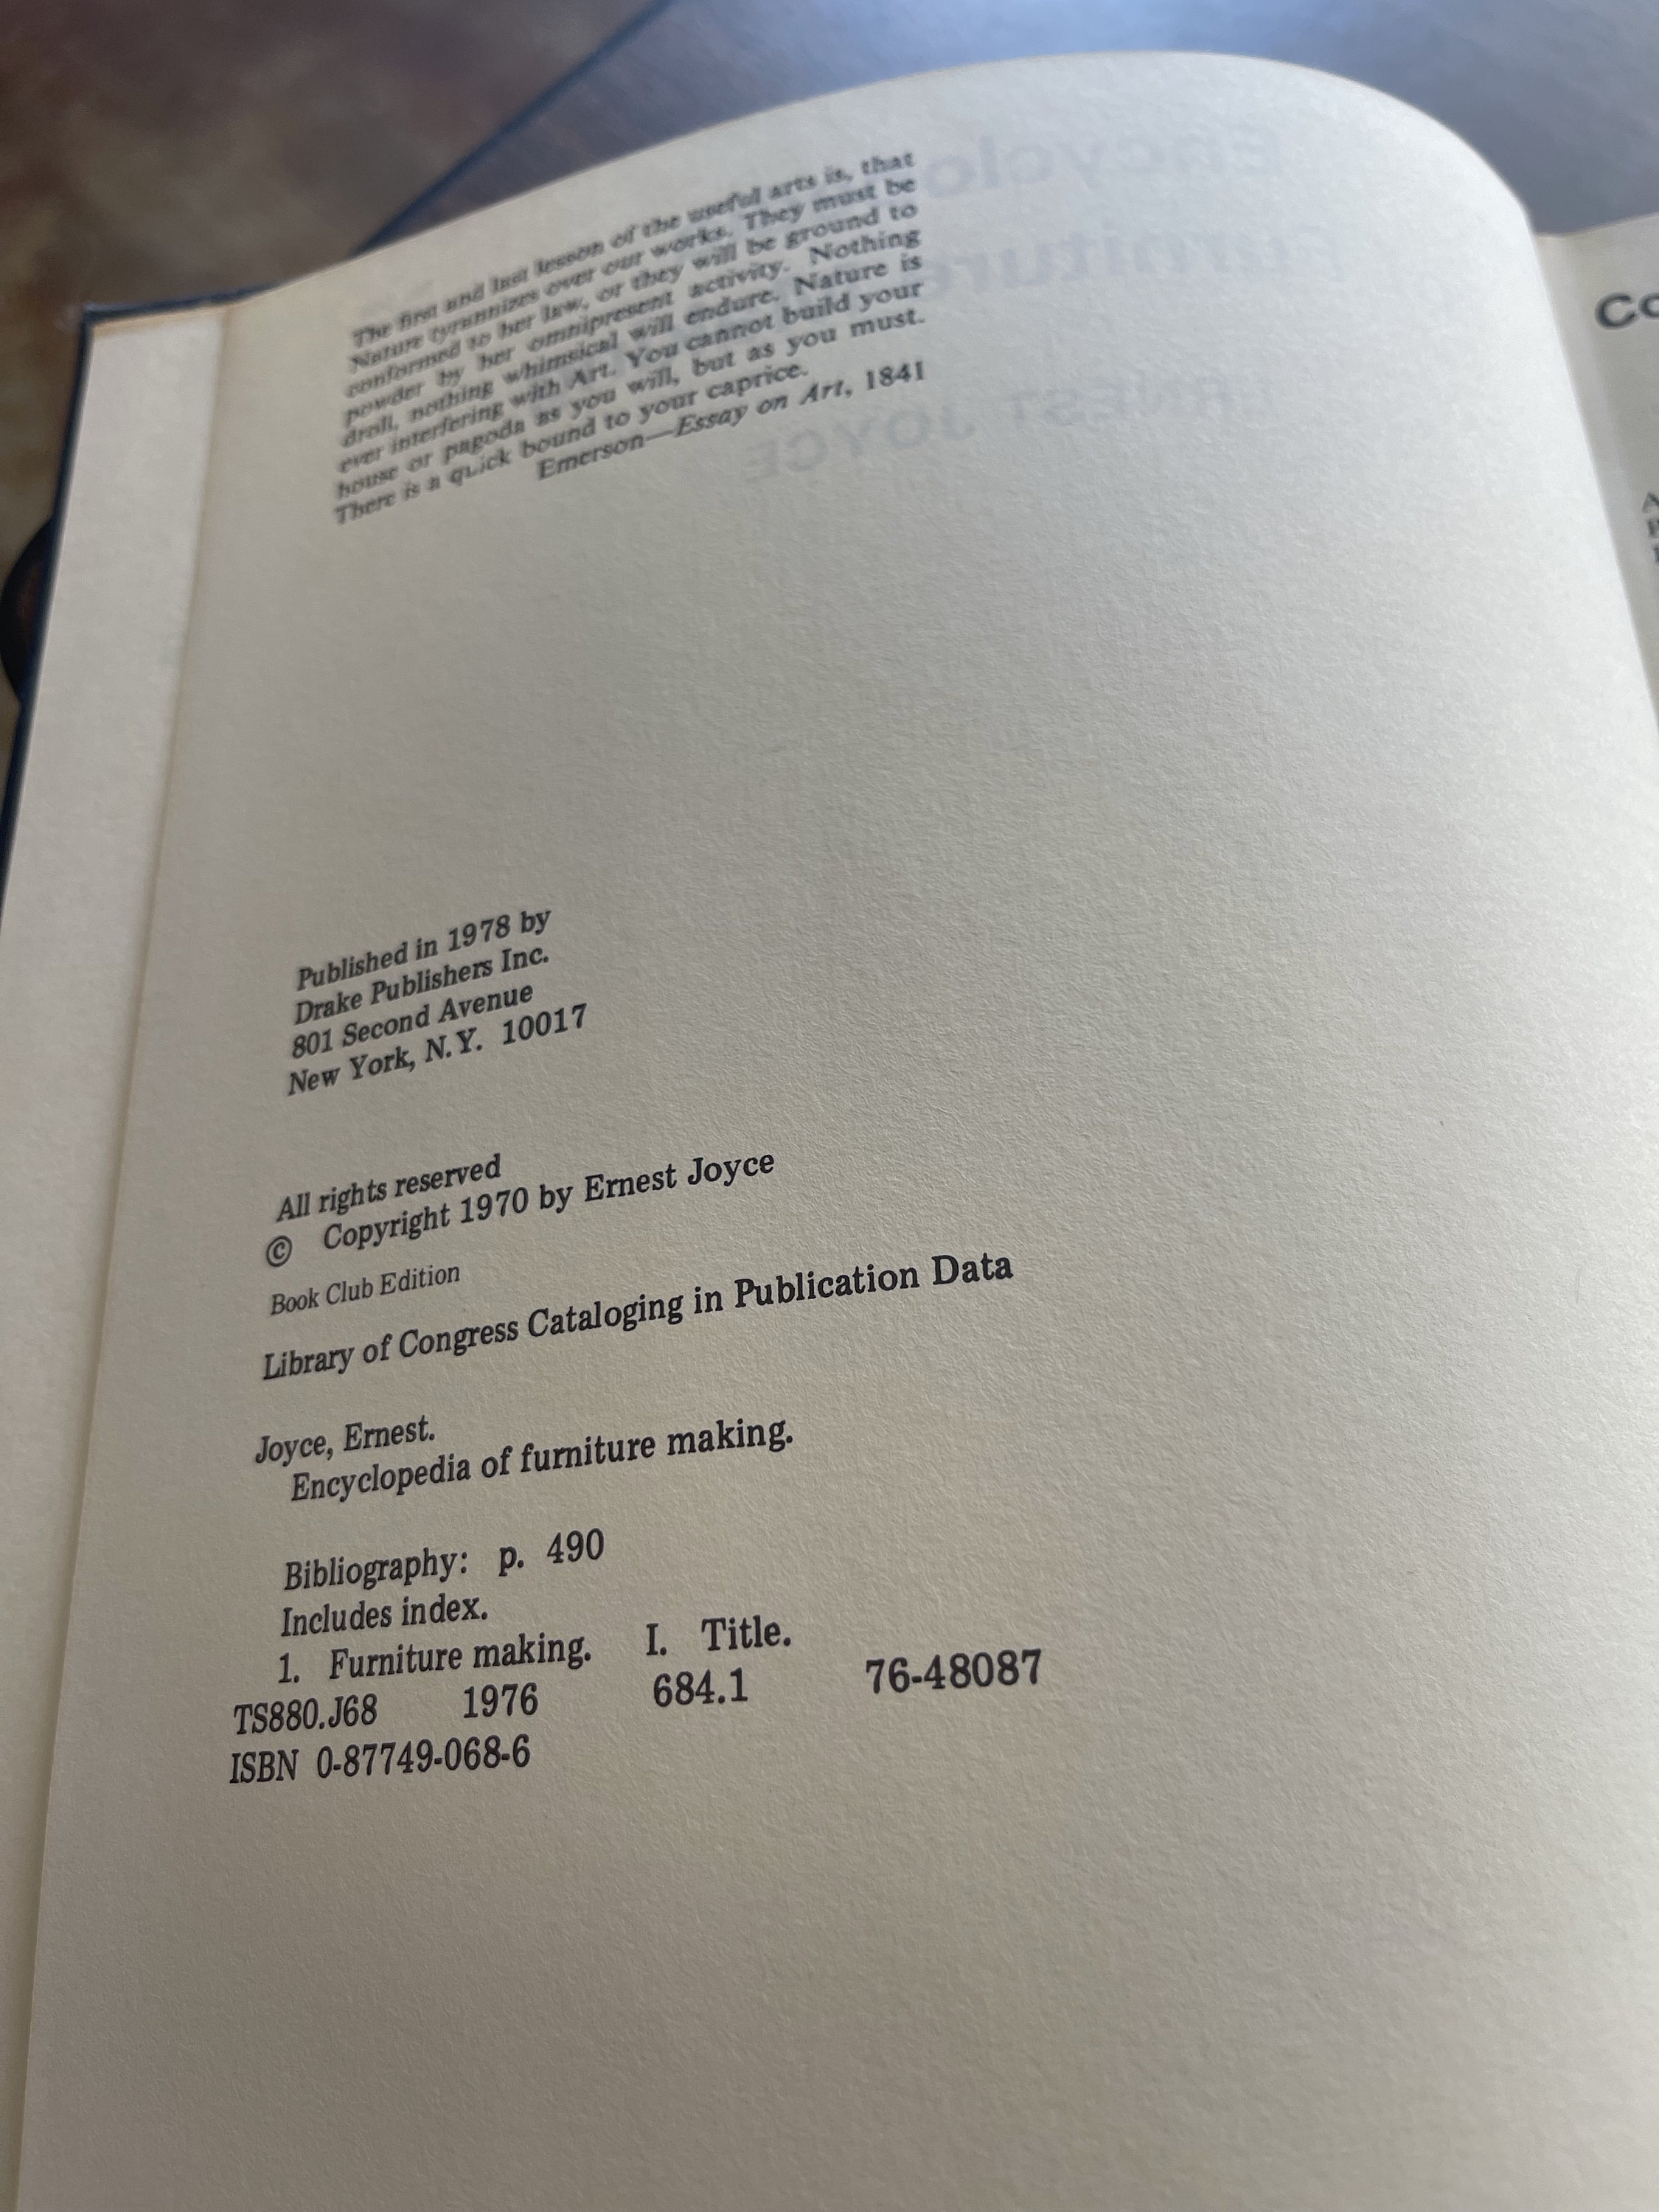 The first and last lesson of the useful arts is, that
Nature tyrannizes over our works. They must be
conformed to her law, or they will be ground to
powder by her omnipresent activity. Nothing
droll, nothing whimsical will endure. Nature is
ever interfering with Art. You cannot build your
house or pagoda as you will, but as you must.
There is a quick bound to your caprice.
Emerson—Essay on Art, 1841
Published in 1978 by
Drake Publishers Inc.
801 Second Avenue
New York, N.Y. 10017
All rights reserved
© Copyright 1970 by Ernest Joyce
Book Club Edition
Library of Congress Cataloging in Publication Data
Joyce, Ernest.
Encyclopedia of furniture making.
Bibliography: p. 490
Includes index.
1. Furniture making. I. Title.
TS880.J68 1976 684.1 76-48087
ISBN 0-87749-068-6
Co